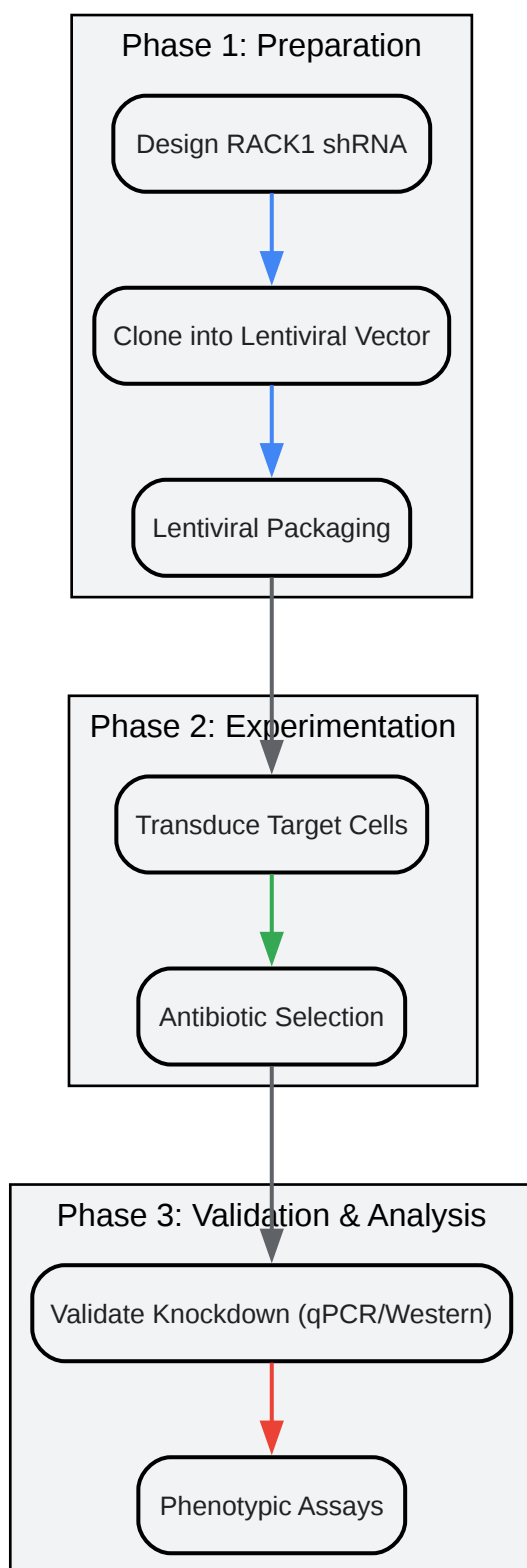 Phase 1: Preparation
Design RACK1 shRNA
Clone into Lentiviral Vector
Lentiviral Packaging
Phase 2: Experimentation
Transduce Target Cells
Antibiotic Selection
Phase 3: Validation & Analysis
Validate Knockdown (qPCR/Western)
Phenotypic Assays